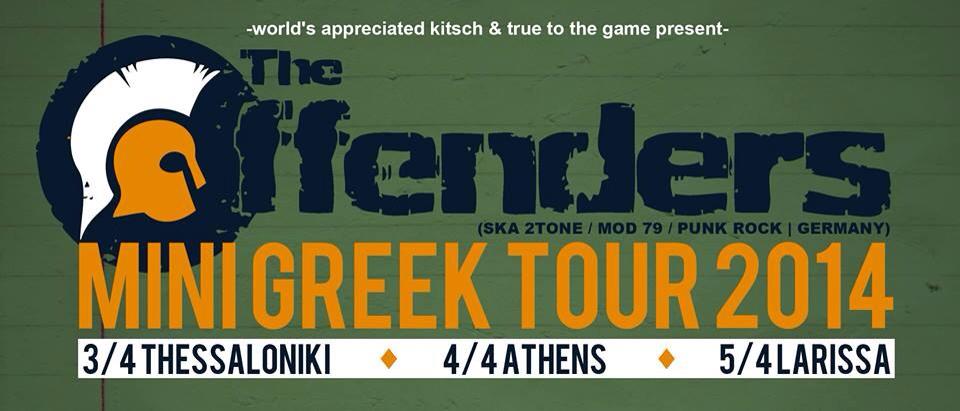 -world's appreciated kitsch & true to the game present-
The
Offenders
(SKA 2TONE / MOD 79 / PUNK ROCK | GERMANY)
MINI GREEK TOUR 2014
3/4 THESSALONIKI ♦ 4/4 ATHENS ♦ 5/4 LARISSA